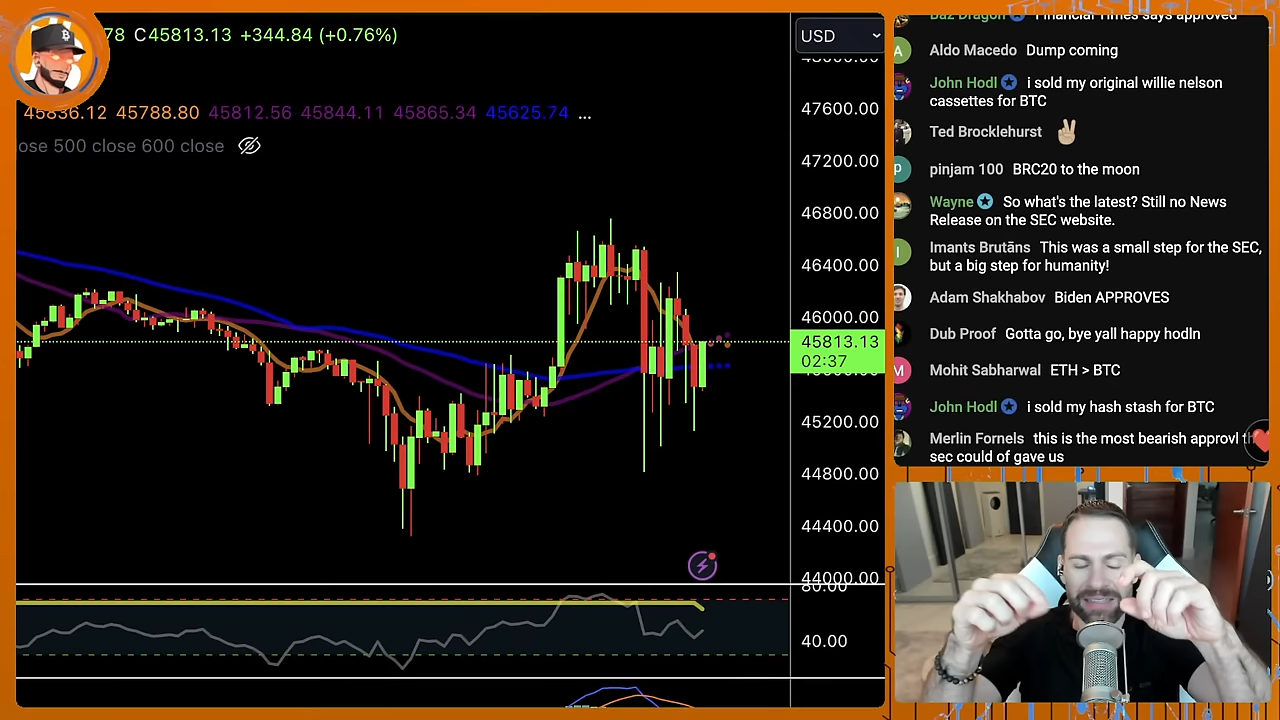 78 C45813.13 +344.84 (+0.76%)
45836.12 45788.80 45812.56 45844.11 45865.34 45625.74 ...
ose 500 close 600 close
USD
47600.00
47200.00
46800.00
46400.00
46000.00
45813.13
02:37
45200.00
44800.00
44400.00
44000.00
80.00
40.00
Baz Dragon Financial Times says approved
Aldo Macedo Dump coming
John Hodl i sold my original willie nelson
cassettes for BTC
Ted Brocklehurst
pinjam 100 BRC20 to the moon
Wayne So what's the latest? Still no News
Release on the SEC website.
Imants Brutāns This was a small step for the SEC,
but a big step for humanity!
Adam Shakhabov Biden APPROVES
Dub Proof Gotta go, bye yall happy hodln
Mohit Sabharwal ETH > BTC
John Hodl i sold my hash stash for BTC
Merlin Fornels this is the most bearish approvl
sec could of gave us